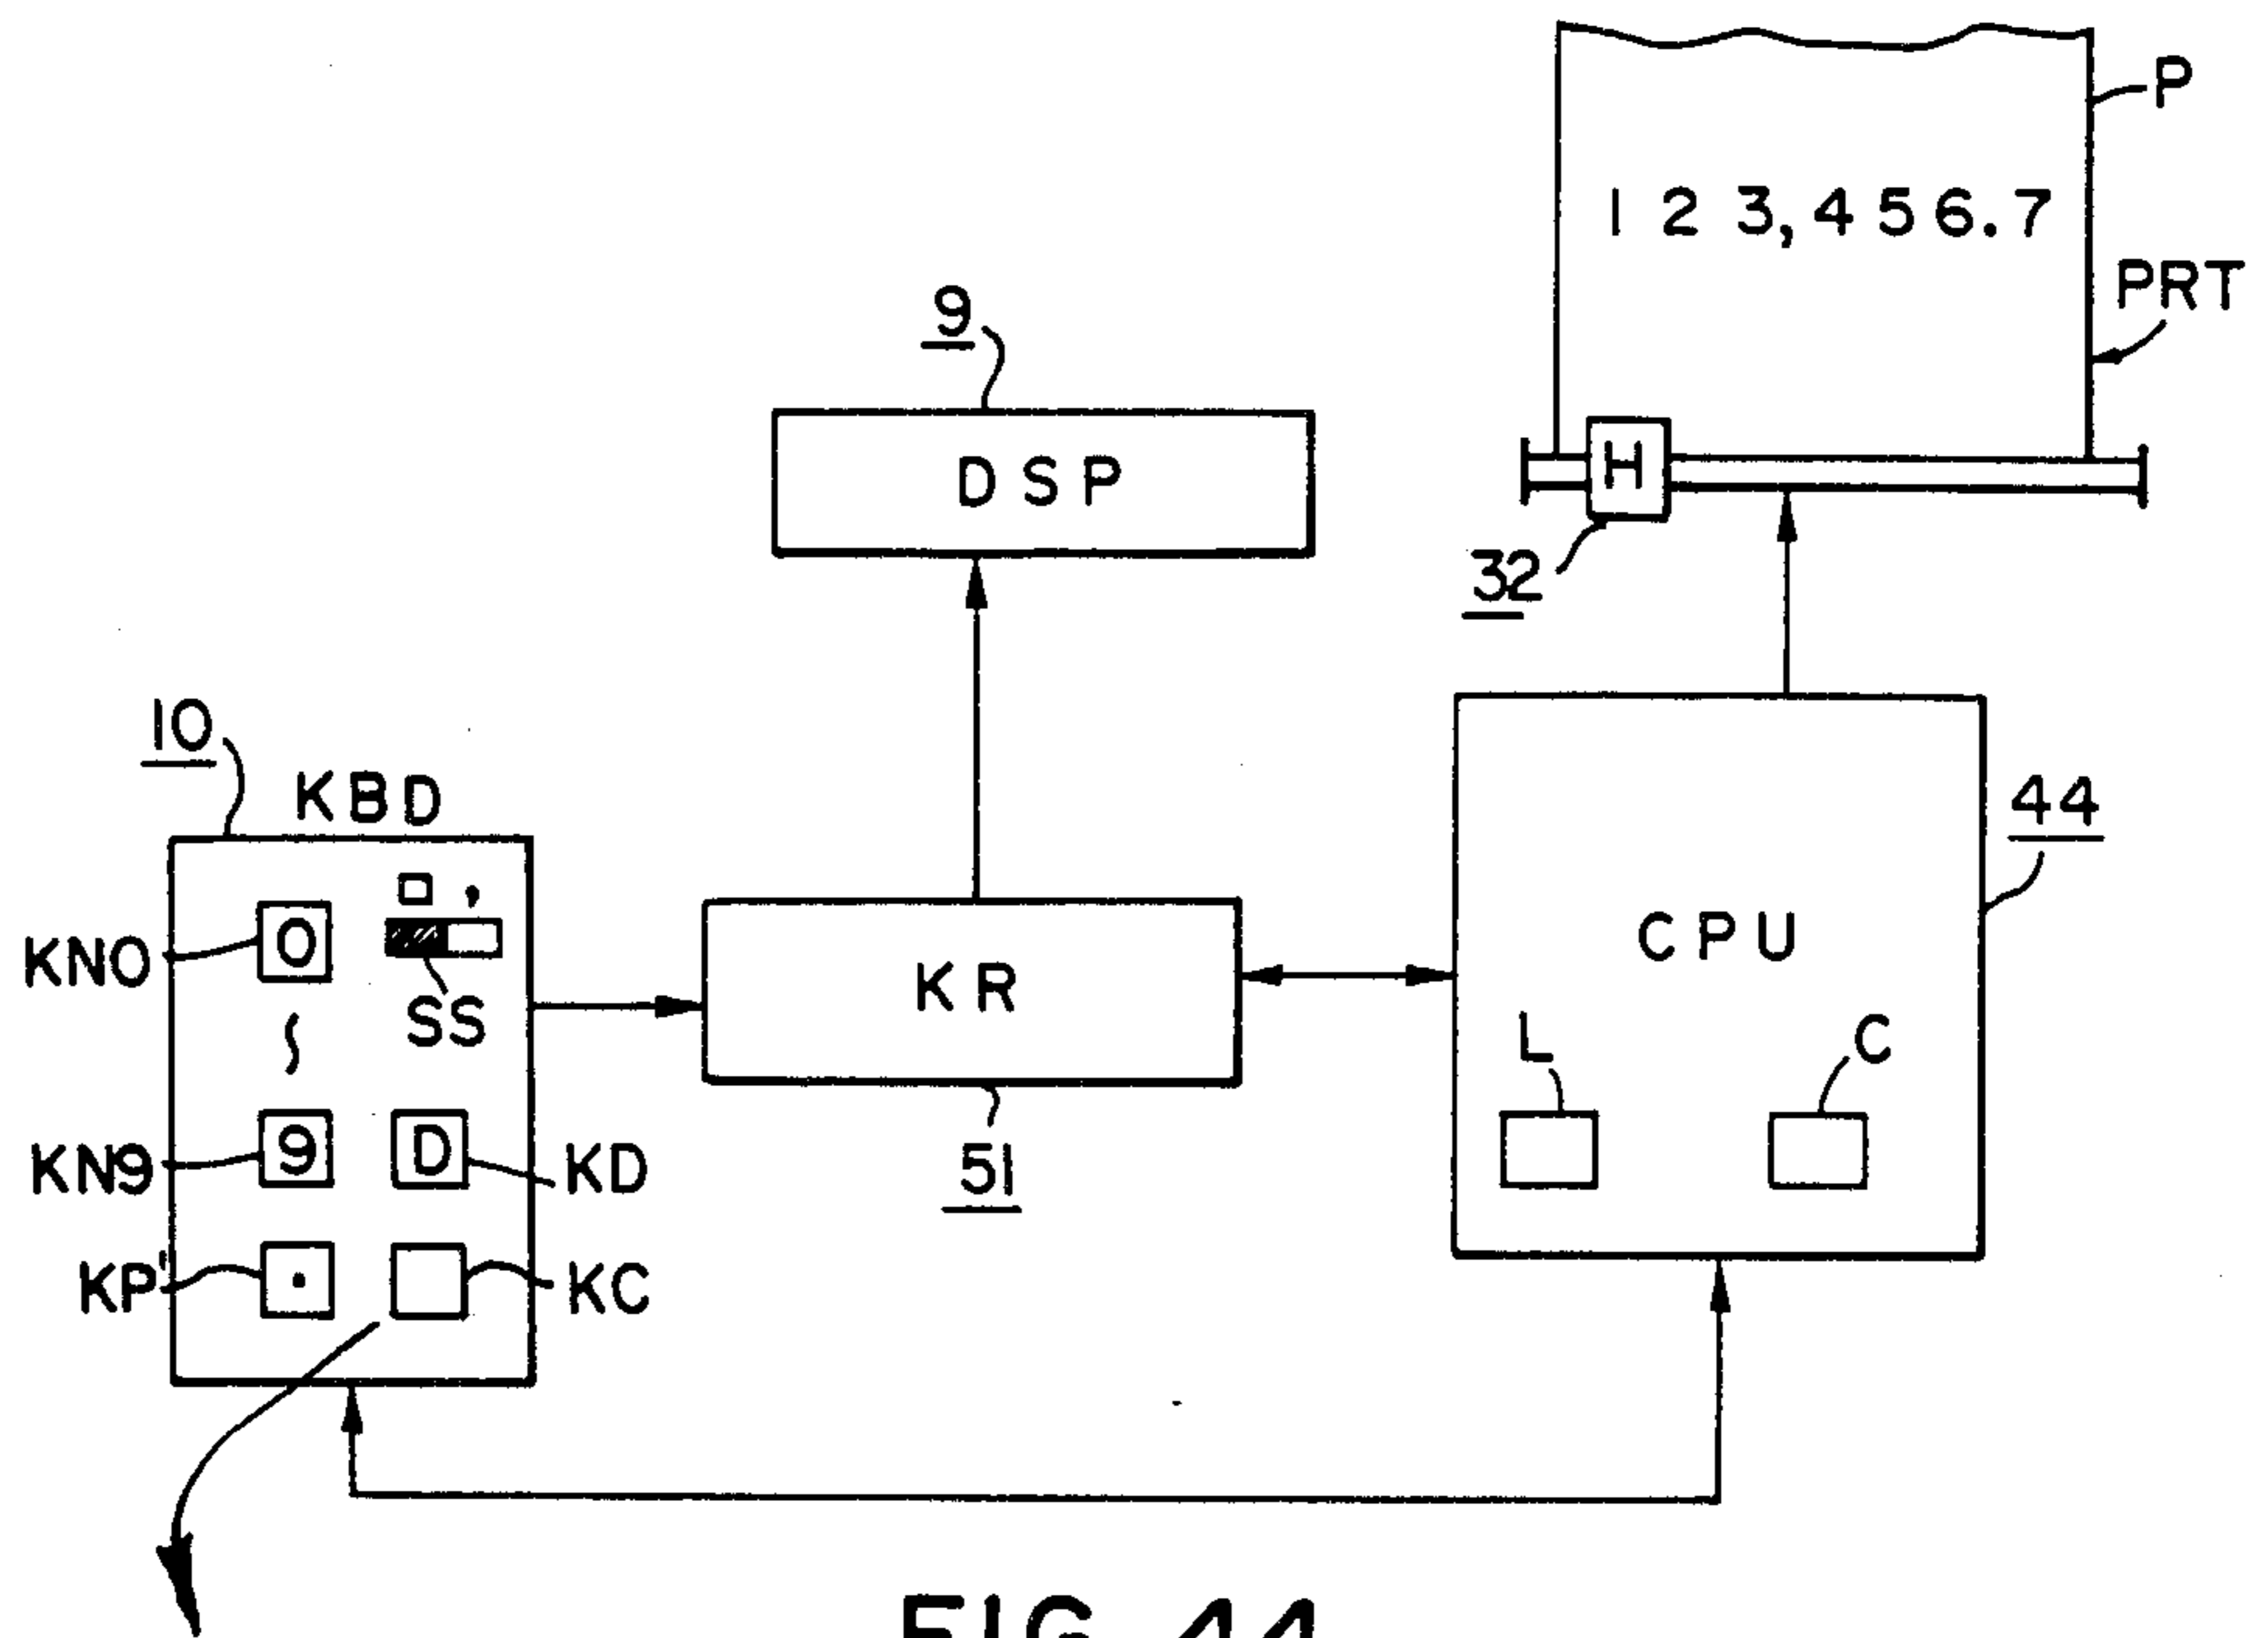 P
1 2 3,4 5 6.7
PRT
9
DSP
H
32
10
KBD
44
0
,
KN0
SS
KR
CPU
L
C
KN9
9
D
KD
51
KP'
.
KC
FIG. 44